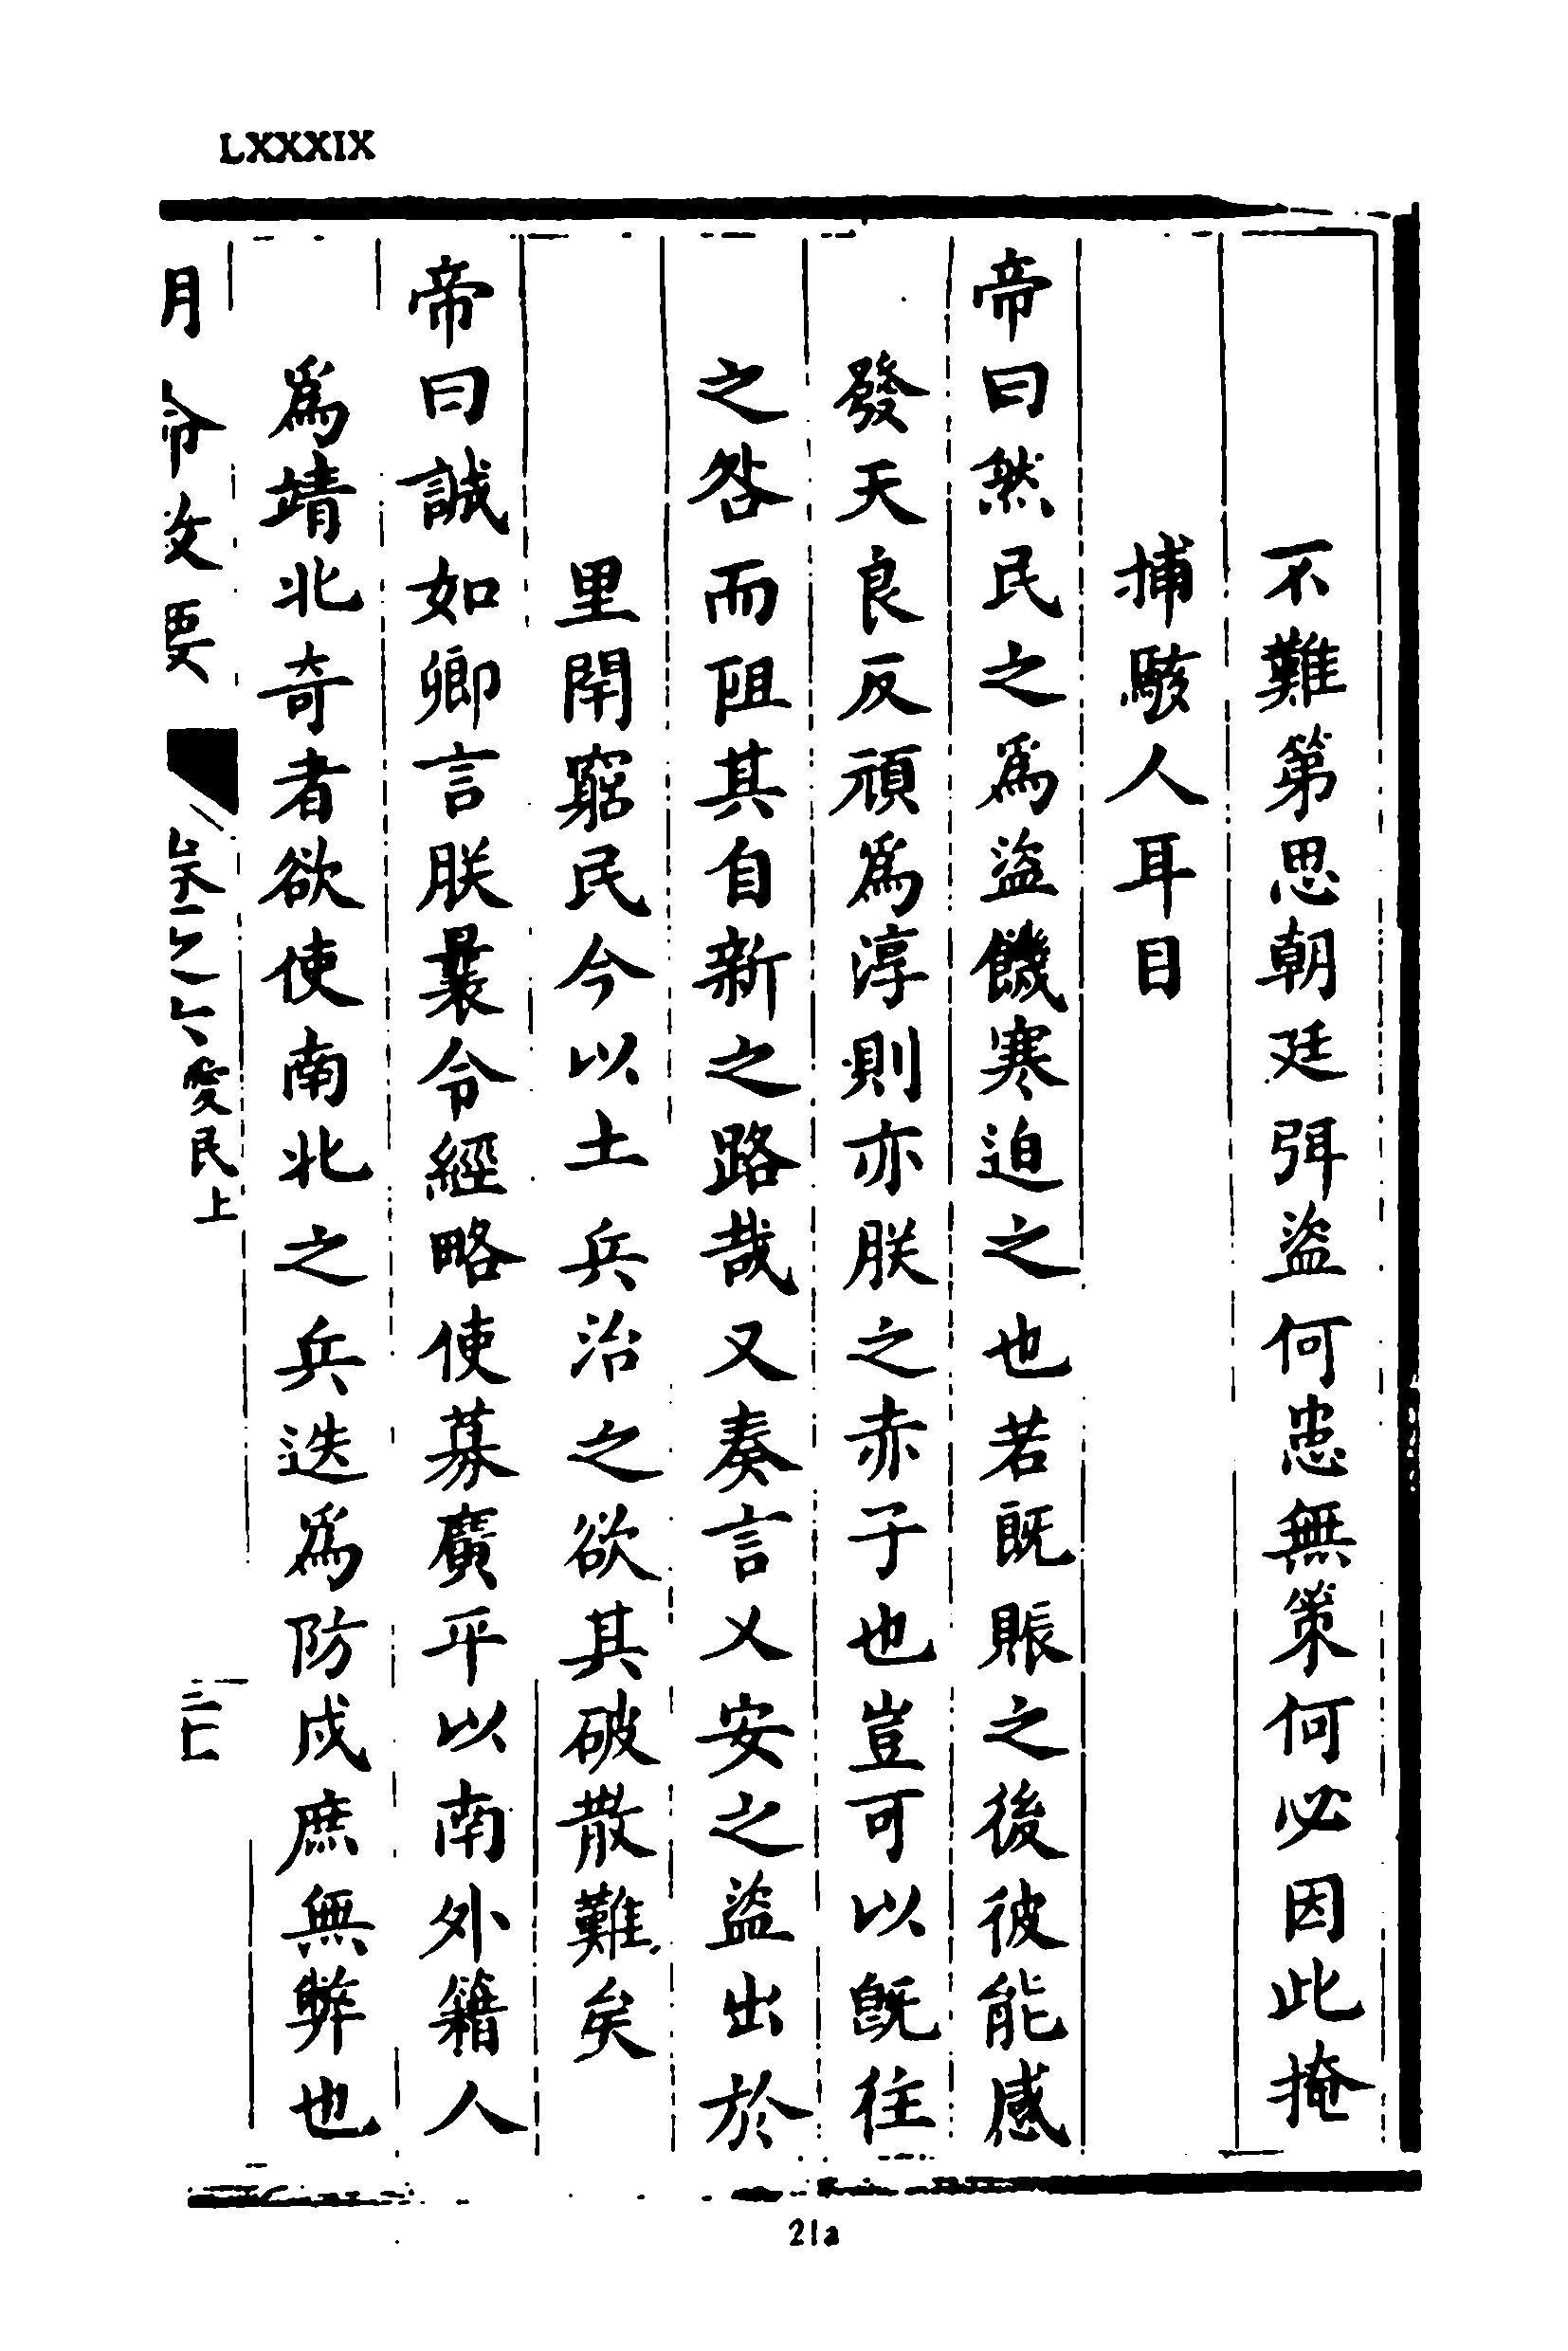 LXXXIX
不難第思朝廷弭盜何患無策何必因此掩
捕駭人耳目
帝曰然民之爲盜饑寒迫之也若既賑之後彼能感
發天良反頑爲淳則亦朕之赤子也豈可以既往
之咎而阻其自新之路哉又奏言乂安之盜出於
里閈窮民今以土兵治之欲其破散難矣
帝曰誠如卿言朕曩令經略使募廣平以南外籍人
爲靖北奇者欲使南北之兵迭爲防戍庶無弊也
明命政要 卷之六 愛民上 二十一
21a